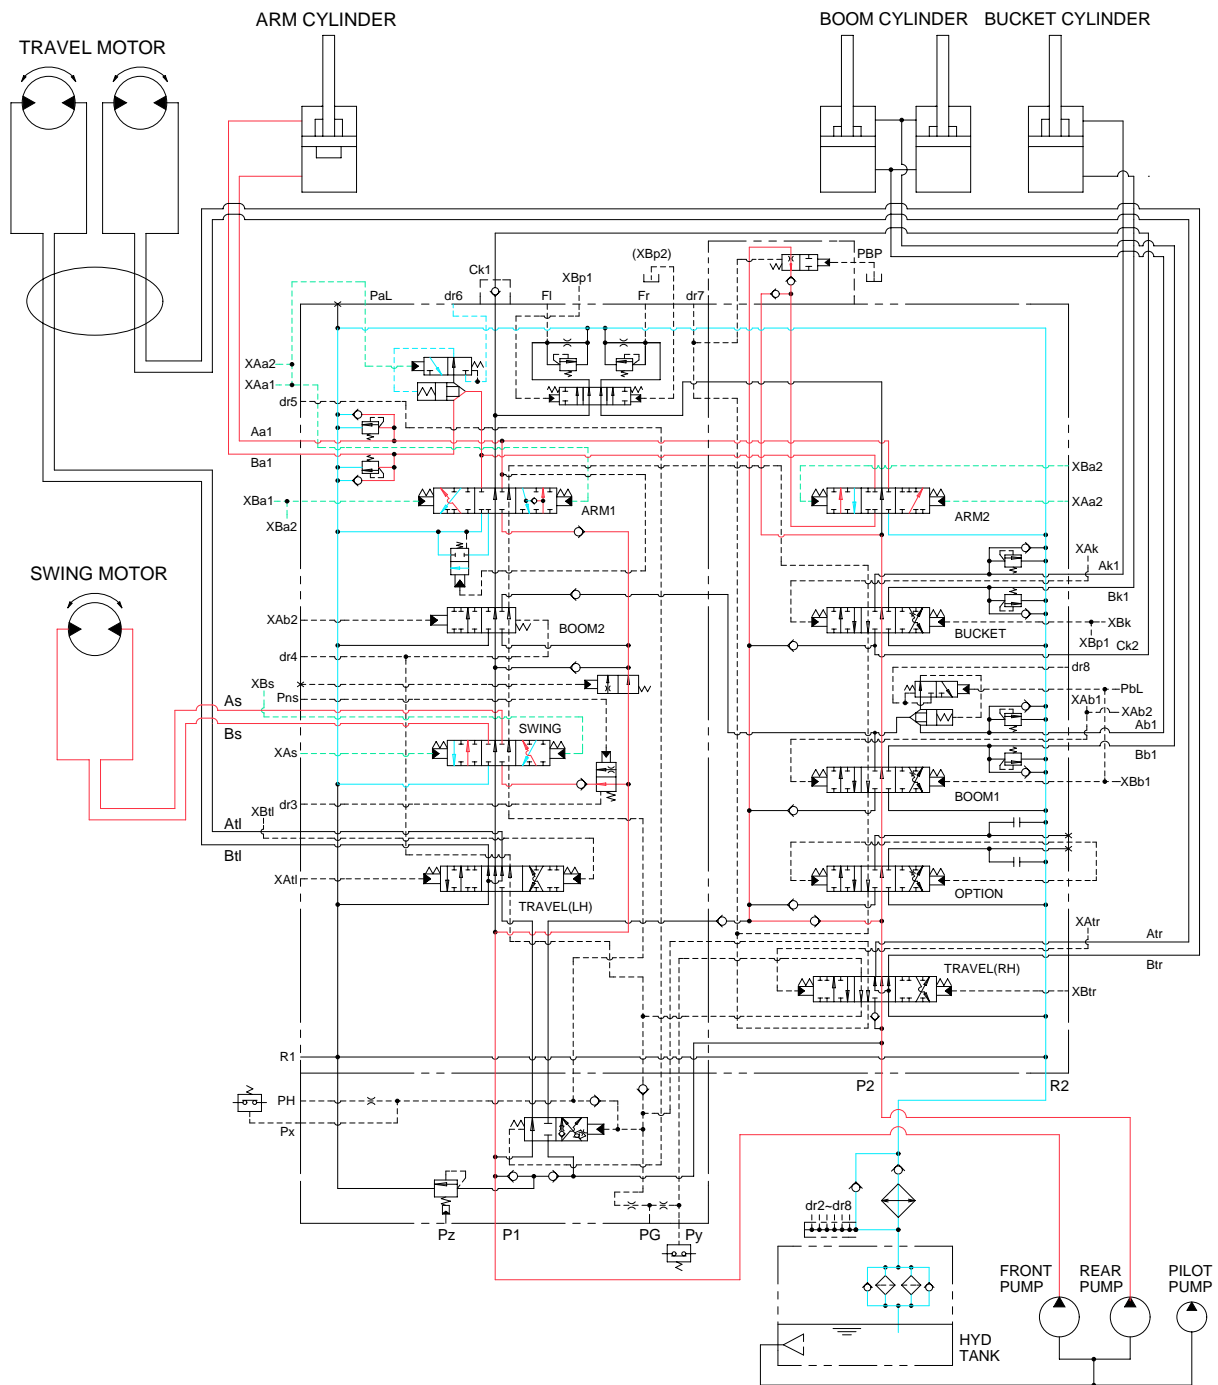 ARM CYLINDER
BOOM CYLINDER
BUCKET CYLINDER
TRAVEL MOTOR
(XBp2)
PBP
XBp1
Ck1
PaL
dr6
Fl
Fr
dr7
XAa2
XAa1
dr5
Aa1
Ba1
XBa1
XBa2
ARM1
XBa2
XAa2
ARM2
XAk
Ak1
Bk1
SWING MOTOR
XAb2
BOOM2
BUCKET
XBk
XBp1
Ck2
dr4
XBs
Pns
dr8
PbL
XAb1
XAb2
Ab1
As
Bs
SWING
XAs
Bb1
XBb1
BOOM1
dr3
XBtl
Atl
Btl
XAtl
TRAVEL(LH)
OPTION
XAtr
Atr
Btr
TRAVEL(RH)
XBtr
R1
P2
R2
PH
Px
dr2~dr8
Pz
P1
PG
Py
FRONT
PUMP
REAR
PUMP
PILOT
PUMP
HYD
TANK